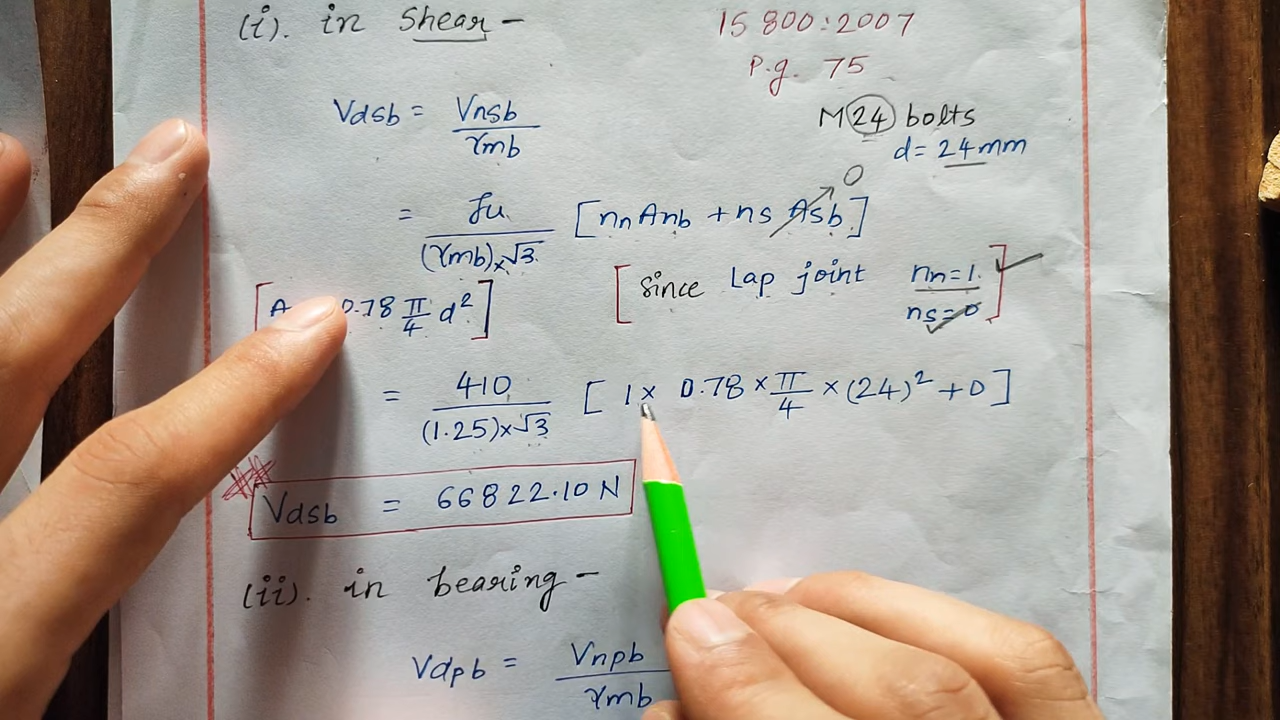 (i). in Shear –
IS 800:2007
P.g. 75
M24 bolts
d = 24mm
Vdsb = Vnsb / γmb
= fu / (γmb)×√3 [nn Anb + ns Asb] 0
[A 0.78 π/4 d²]
[Since Lap joint nn=1.
ns=0]
= 410 / (1.25)×√3 [1× 0.78 × π/4 × (24)² + 0]
Vdsb = 66822.10 N
(ii). in bearing –
Vdpb = Vnpb / γmb